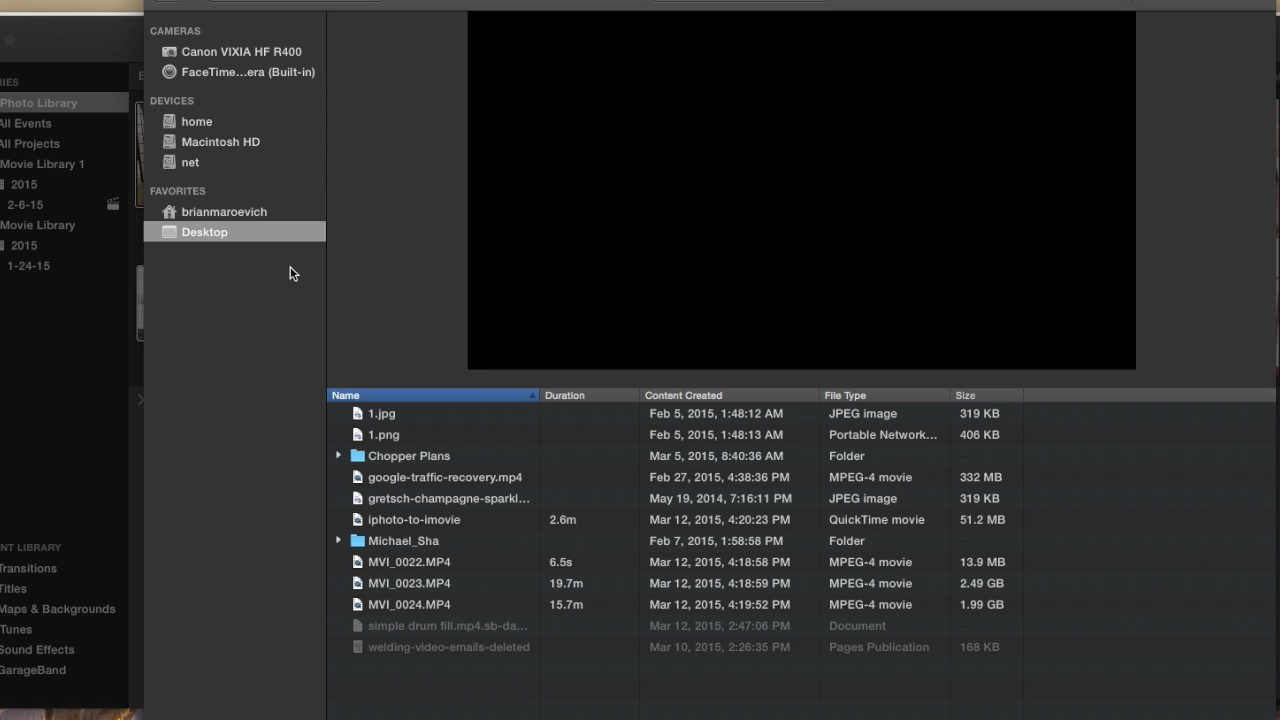 RIES
Photo Library
All Events
All Projects
Movie Library 1
2015
2-6-15
Movie Library
2015
1-24-15
NT LIBRARY
Transitions
Titles
Maps & Backgrounds
Tunes
Sound Effects
GarageBand
CAMERAS
Canon VIXIA HF R400
FaceTime...era (Built-in)
DEVICES
home
Macintosh HD
net
FAVORITES
brianmaroevich
Desktop
Name Duration Content Created File Type Size
1.jpg Feb 5, 2015, 1:48:12 AM JPEG image 319 KB
1.png Feb 5, 2015, 1:48:13 AM Portable Network... 406 KB
Chopper Plans Mar 5, 2015, 8:40:36 AM Folder --
google-traffic-recovery.mp4 Feb 27, 2015, 4:38:36 PM MPEG-4 movie 332 MB
gretsch-champagne-sparkl... May 19, 2014, 7:16:11 PM JPEG image 319 KB
iphoto-to-imovie 2.6m Mar 12, 2015, 4:20:23 PM QuickTime movie 51.2 MB
Michael_Sha Feb 7, 2015, 1:58:58 PM Folder --
MVI_0022.MP4 6.5s Mar 12, 2015, 4:18:58 PM MPEG-4 movie 13.9 MB
MVI_0023.MP4 19.7m Mar 12, 2015, 4:18:59 PM MPEG-4 movie 2.49 GB
MVI_0024.MP4 15.7m Mar 12, 2015, 4:19:52 PM MPEG-4 movie 1.99 GB
simple drum fill.mp4.sb-da... Mar 12, 2015, 2:47:06 PM Document --
welding-video-emails-deleted Mar 10, 2015, 2:26:35 PM Pages Publication 168 KB